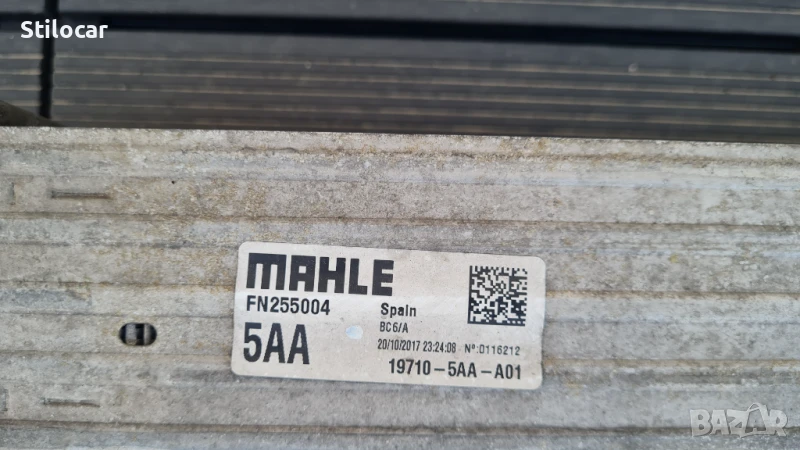 Stilocar
MAHLE
FN255004
Spain
BC6/A
5AA
20/10/2017 23:24:08 - Nº:0116212
19710-5AA-A01
BAZAR